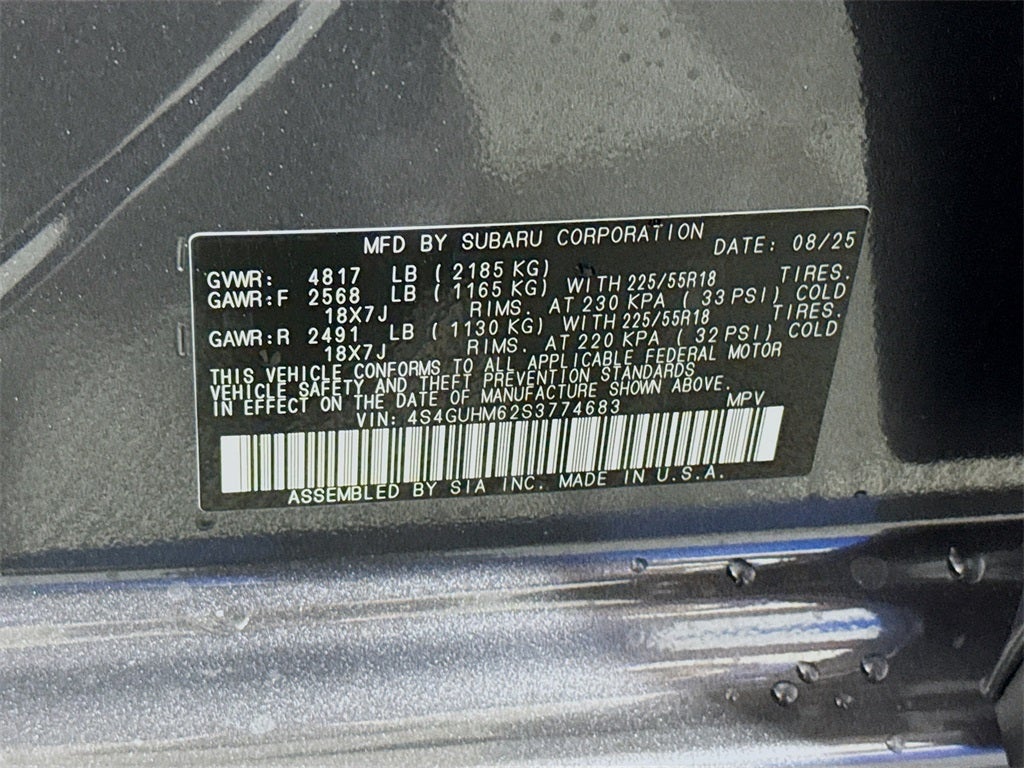 MFD BY SUBARU CORPORATION DATE: 08/25
GVWR: 4817 LB ( 2185 KG)
GAWR:F 2568 LB ( 1165 KG) WITH 225/55R18 TIRES.
18X7J RIMS. AT 230 KPA ( 33 PSI) COLD
GAWR:R 2491 LB ( 1130 KG) WITH 225/55R18 TIRES.
18X7J RIMS. AT 220 KPA ( 32 PSI) COLD
THIS VEHICLE CONFORMS TO ALL APPLICABLE FEDERAL MOTOR
VEHICLE SAFETY AND THEFT PREVENTION STANDARDS
IN EFFECT ON THE DATE OF MANUFACTURE SHOWN ABOVE.
VIN: 4S4GUHM62S3774683 MPV
ASSEMBLED BY SIA INC. MADE IN U.S.A.